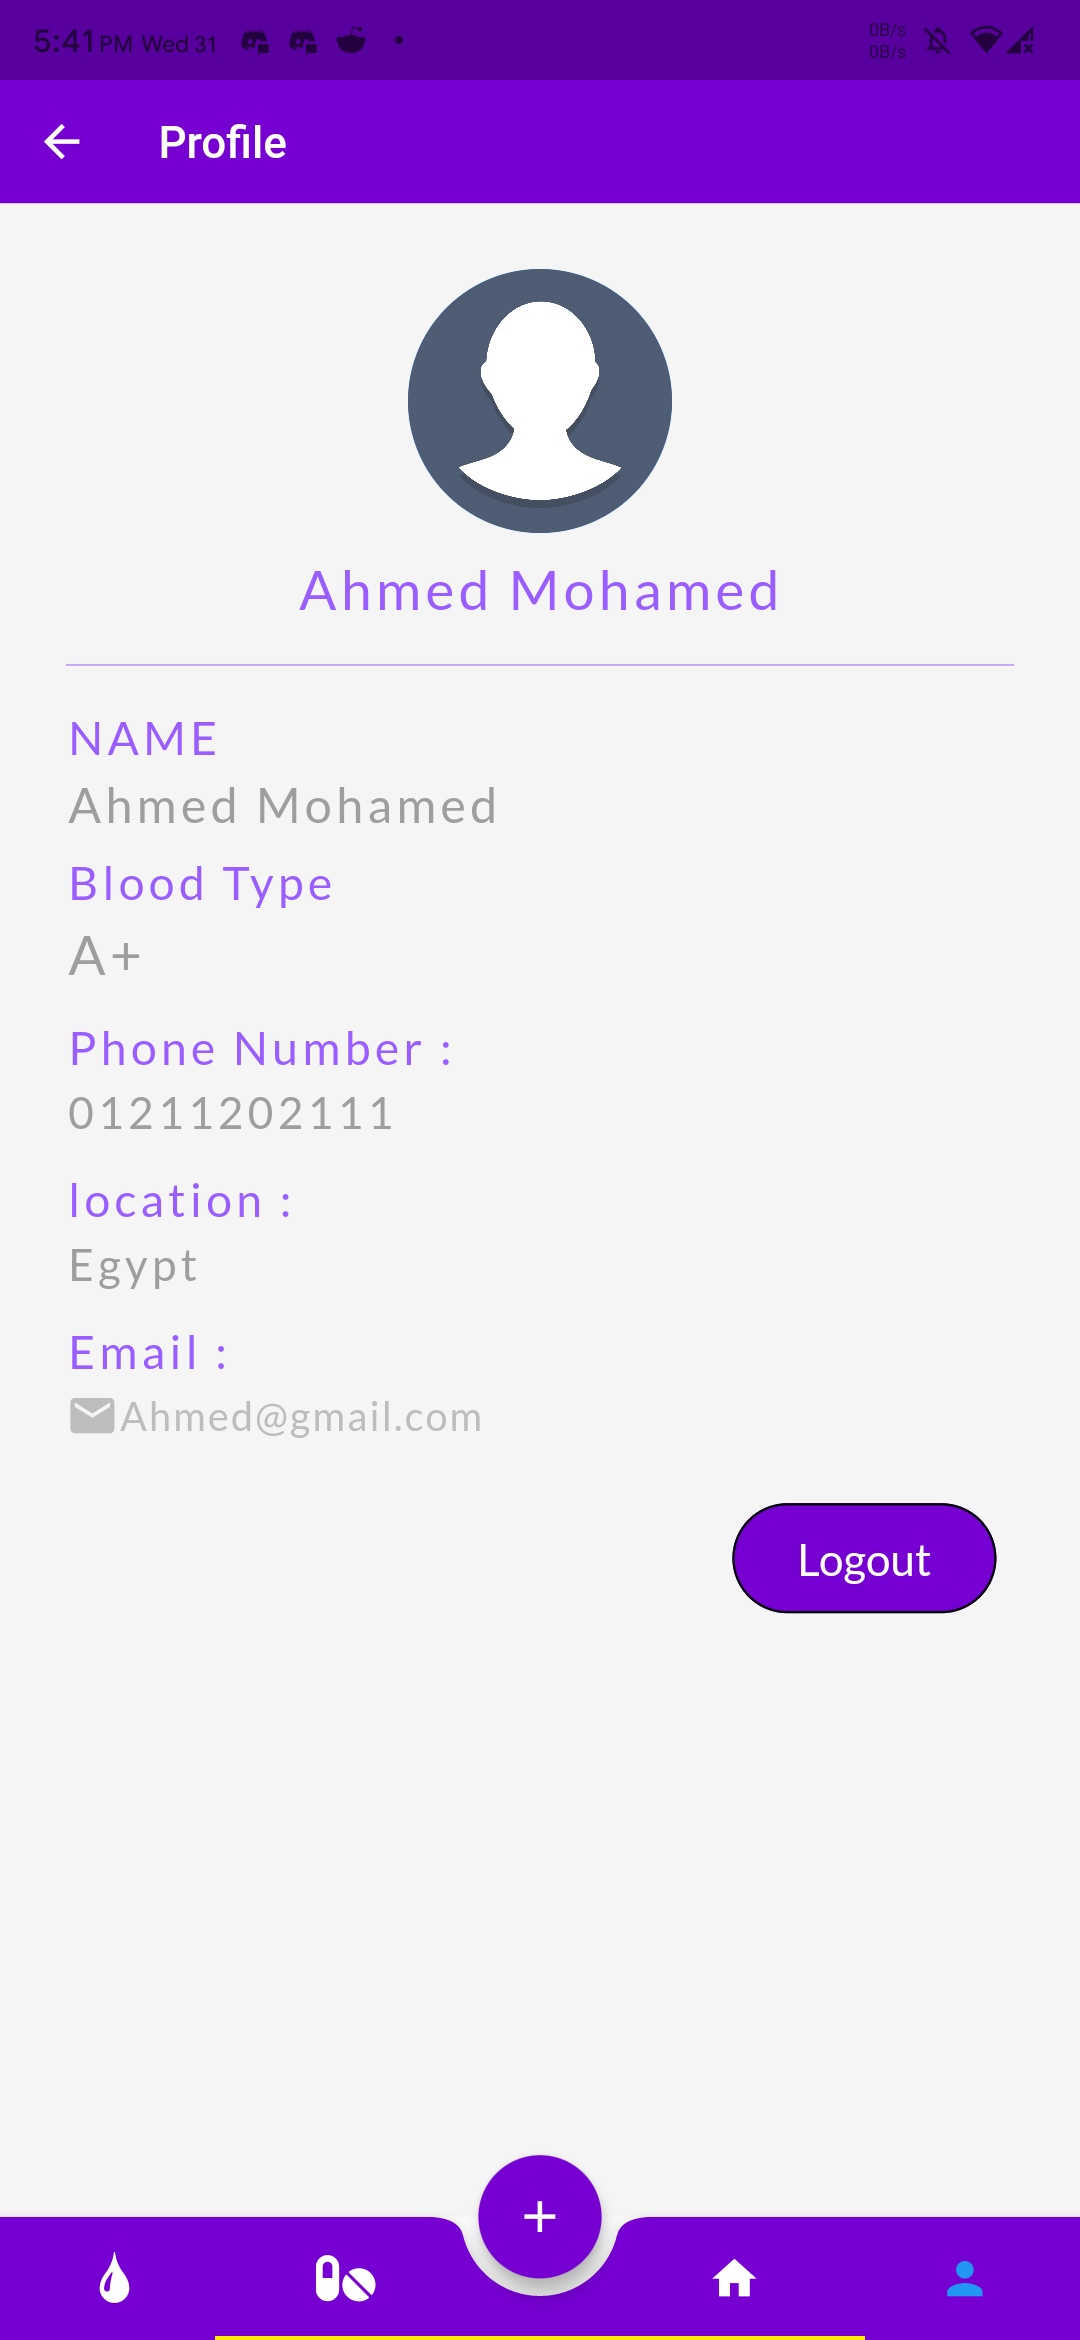 5:41 PM Wed 31
0B/s
0B/s
Profile
Ahmed Mohamed
NAME
Ahmed Mohamed
Blood Type
A+
Phone Number :
01211202111
location :
Egypt
Email :
Ahmed@gmail.com
Logout